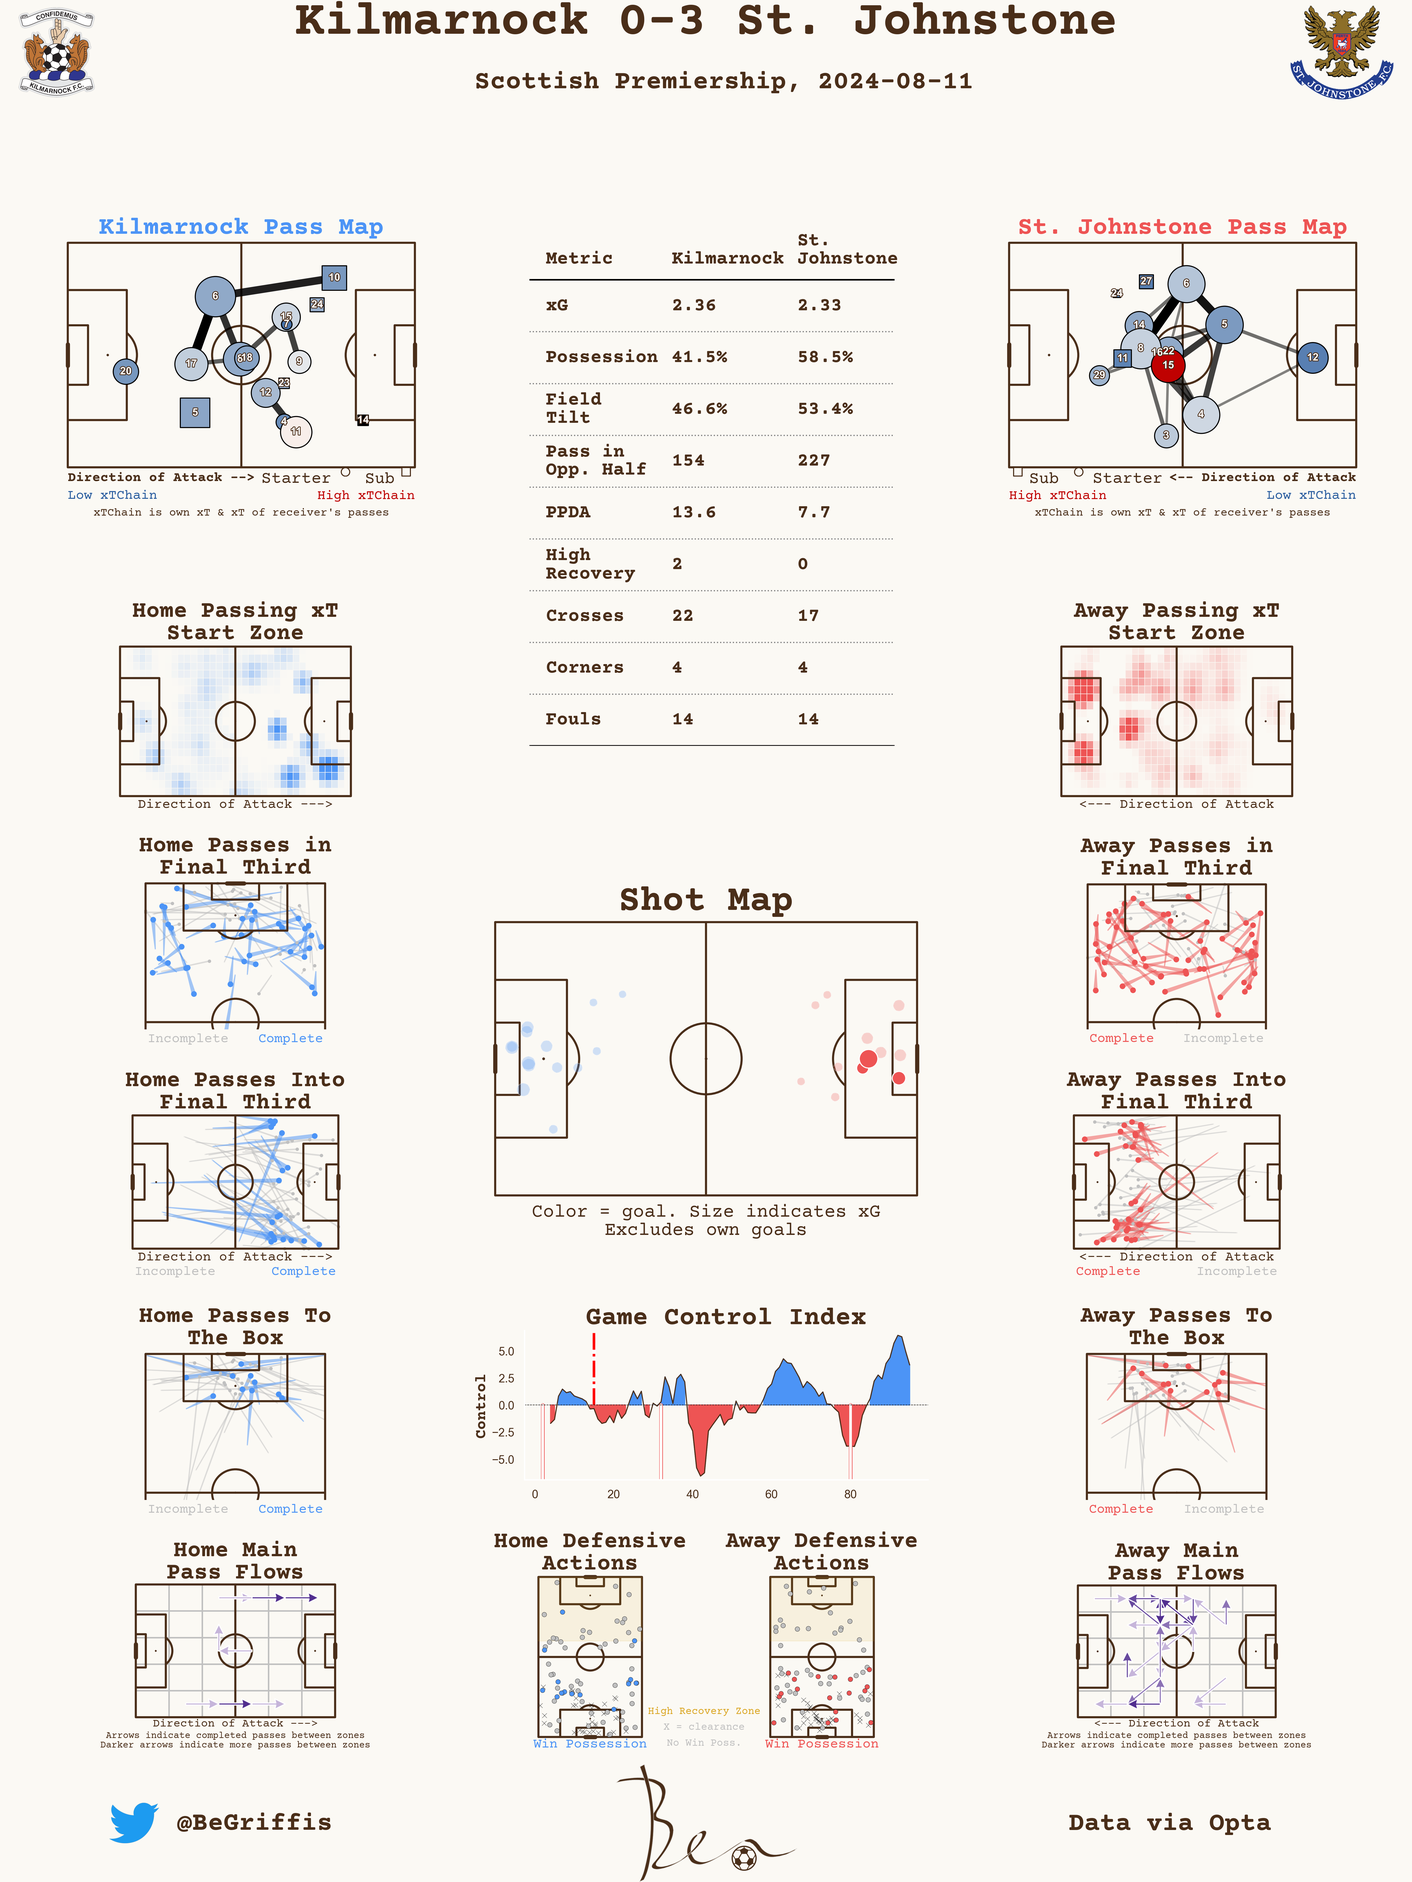 Kilmarnock 0-3 St. Johnstone
Scottish Premiership, 2024-08-11
CONFIDEMUS
KILMARNOCK F.C.
ST. JOHNSTONE F.C.
Kilmarnock Pass Map
10
6
24
15
7
17
18
9
20
12
23
5
4
11
14
Direction of Attack --> Starter Sub
Low xTChain High xTChain
xTChain is own xT & xT of receiver's passes
Metric Kilmarnock St. Johnstone
xG 2.36 2.33
Possession 41.5% 58.5%
Field Tilt 46.6% 53.4%
Pass in Opp. Half 154 227
PPDA 13.6 7.7
High Recovery 2 0
Crosses 22 17
Corners 4 4
Fouls 14 14
St. Johnstone Pass Map
27
6
24
14
5
8
16
22
11
12
15
29
4
3
Sub Starter <-- Direction of Attack
High xTChain Low xTChain
xTChain is own xT & xT of receiver's passes
Home Passing xT
Start Zone
Direction of Attack --->
Away Passing xT
Start Zone
<--- Direction of Attack
Home Passes in
Final Third
Incomplete Complete
Away Passes in
Final Third
Complete Incomplete
Shot Map
Color = goal. Size indicates xG
Excludes own goals
Home Passes Into
Final Third
Direction of Attack --->
Incomplete Complete
Away Passes Into
Final Third
<--- Direction of Attack
Complete Incomplete
Home Passes To
The Box
Incomplete Complete
Game Control Index
Control
5.0
2.5
0.0
−2.5
−5.0
0 20 40 60 80
Away Passes To
The Box
Complete Incomplete
Home Main
Pass Flows
Direction of Attack --->
Arrows indicate completed passes between zones
Darker arrows indicate more passes between zones
Home Defensive
Actions
Win Possession
High Recovery Zone
X = clearance
No Win Poss.
Away Defensive
Actions
Win Possession
Away Main
Pass Flows
<--- Direction of Attack
Arrows indicate completed passes between zones
Darker arrows indicate more passes between zones
@BeGriffis
Ben
Data via Opta